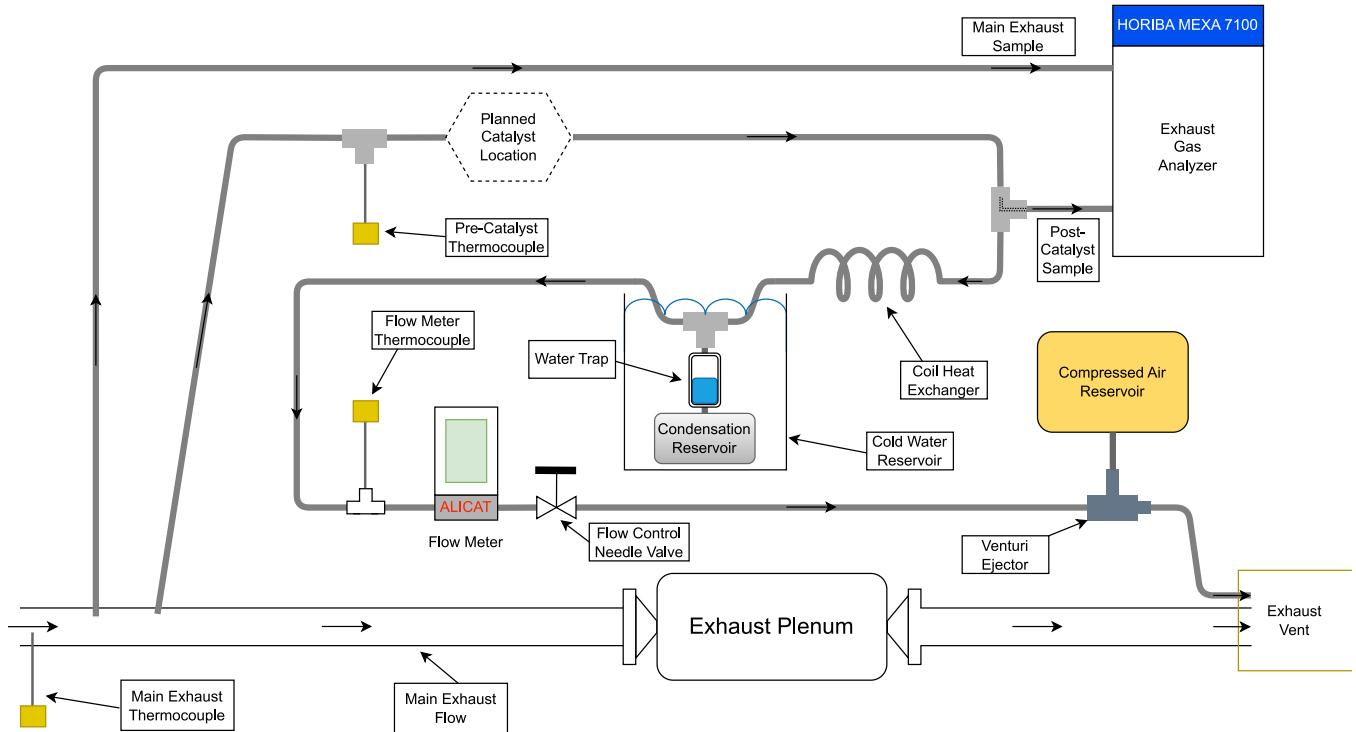 HORIBA MEXA 7100
Main Exhaust
Sample
Planned
Catalyst
Location
Exhaust
Gas
Analyzer
Pre-Catalyst
Thermocouple
Post-
Catalyst
Sample
Flow Meter
Thermocouple
Water Trap
Coil Heat
Exchanger
Compressed Air
Reservoir
Condensation
Reservoir
Cold Water
Reservoir
ALICAT
Flow Meter
Flow Control
Needle Valve
Venturi
Ejector
Exhaust Plenum
Exhaust
Vent
Main Exhaust
Thermocouple
Main Exhaust
Flow